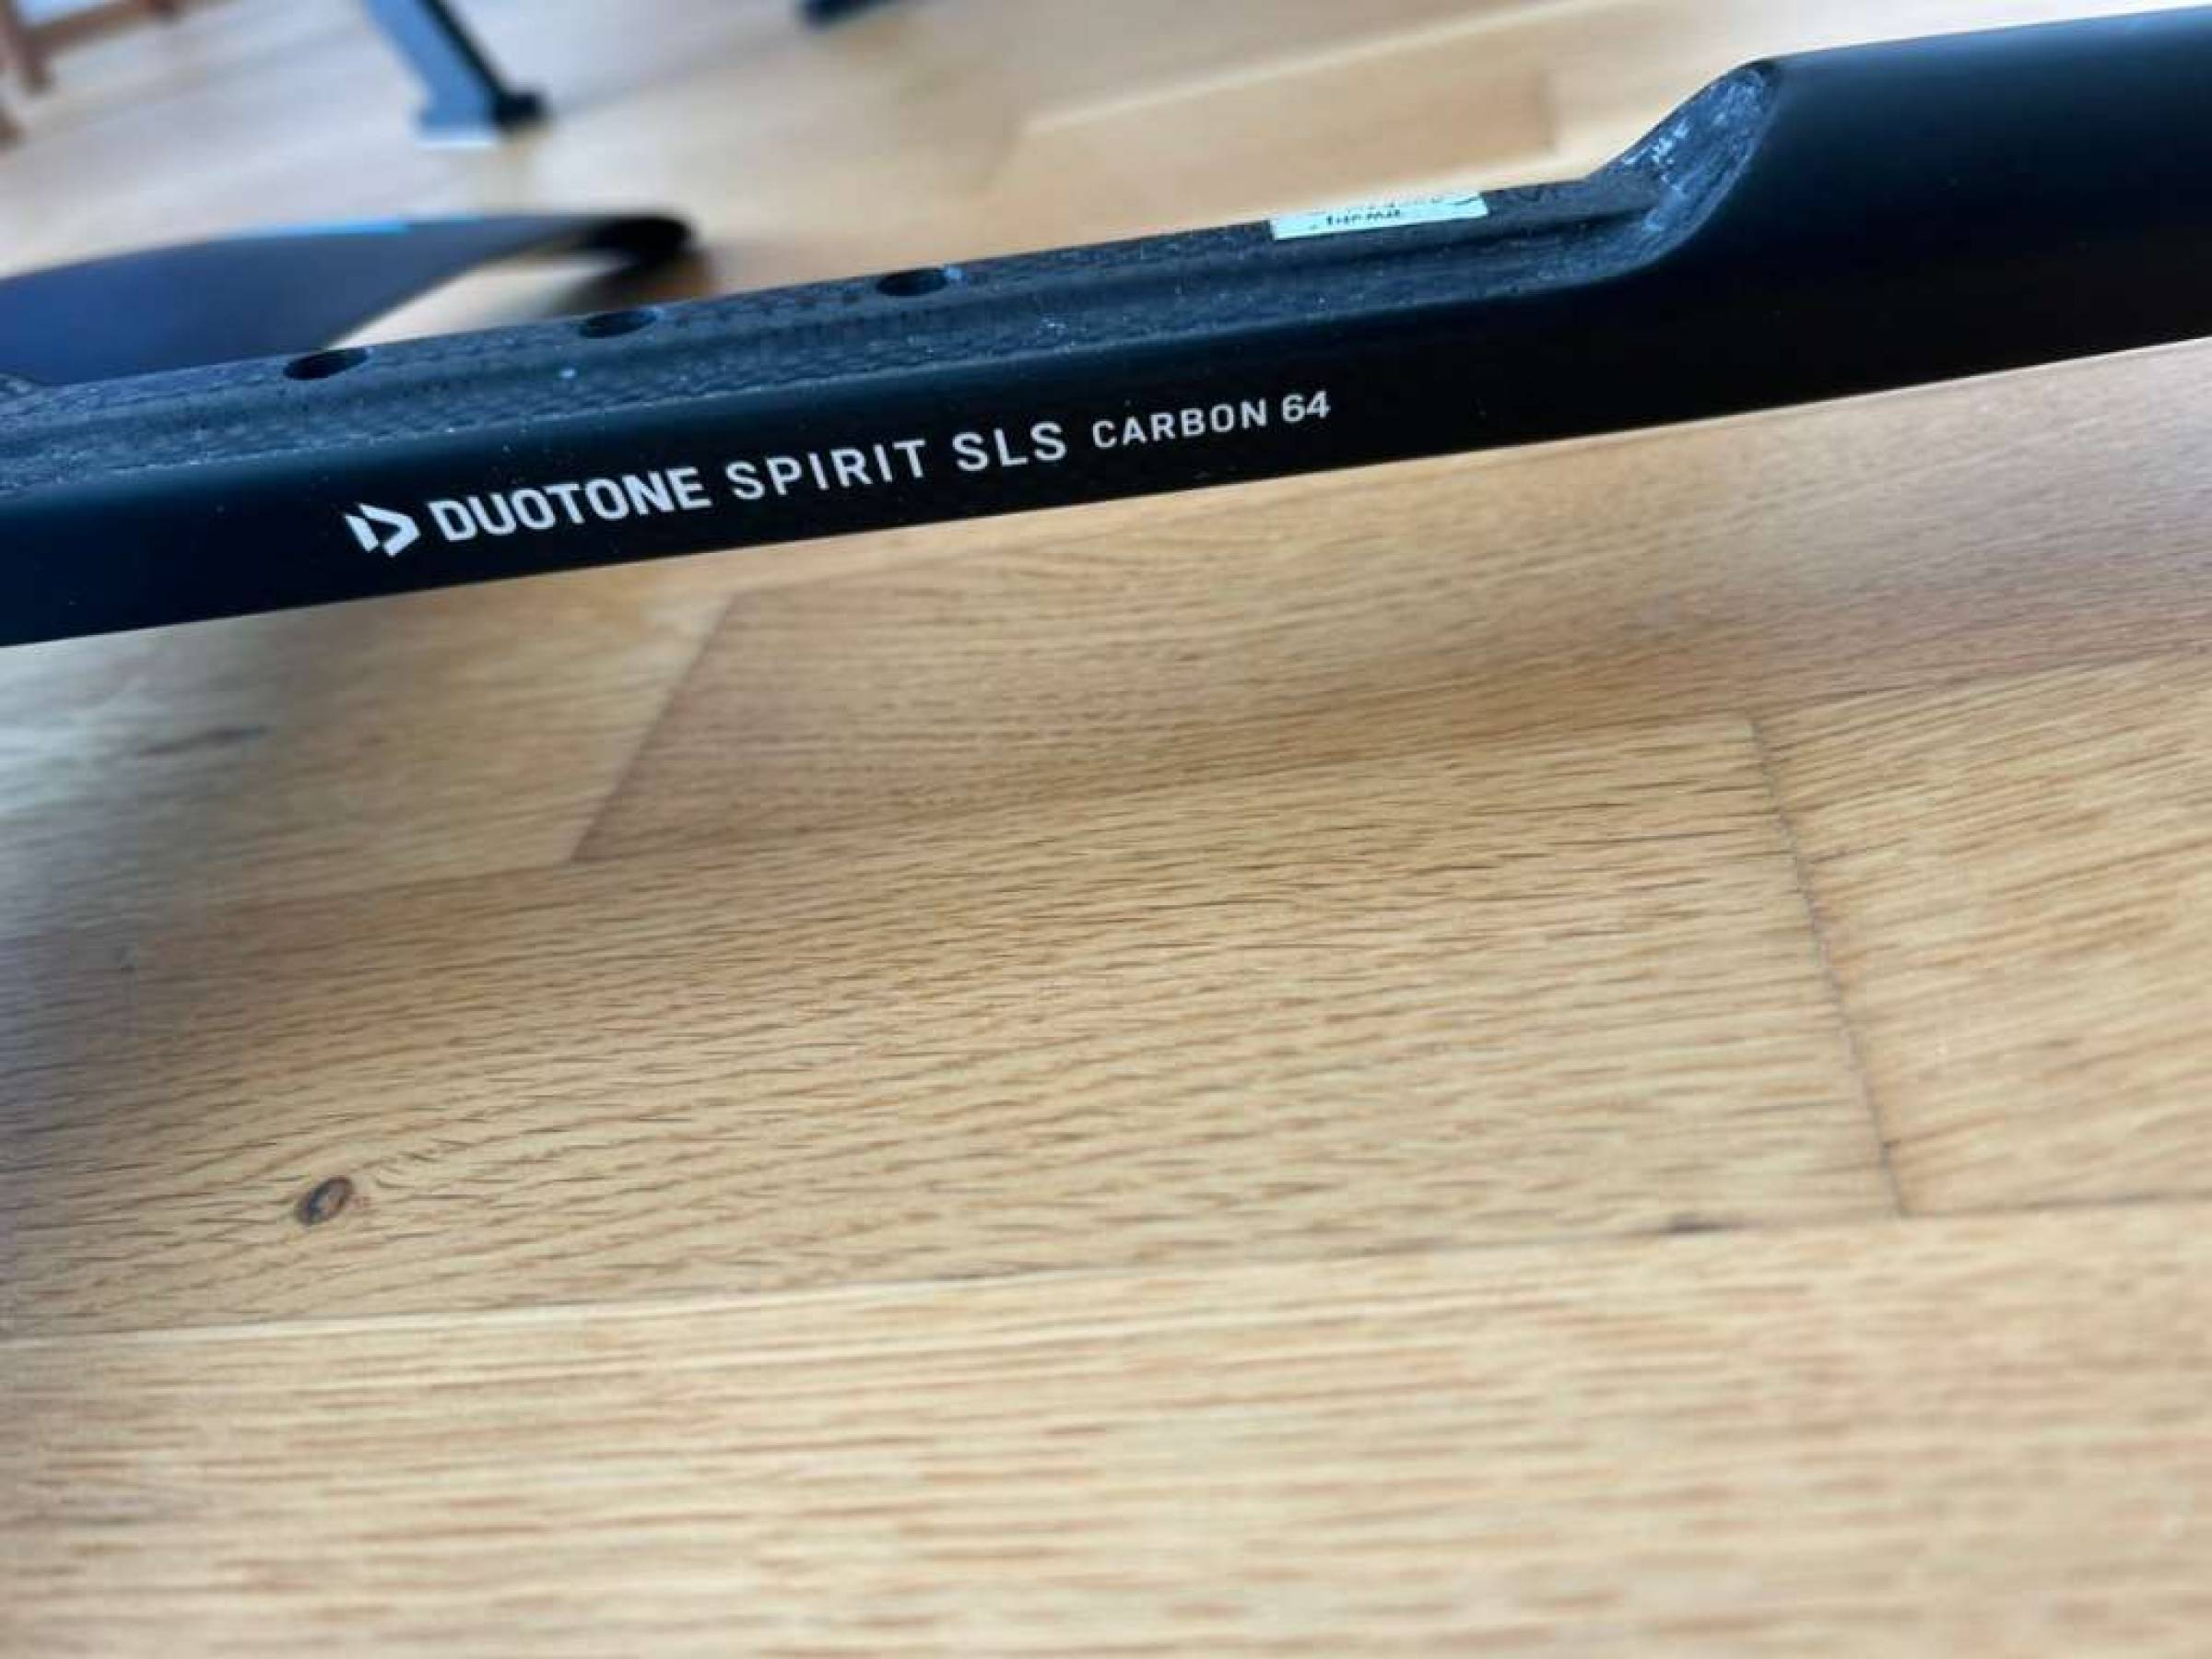 DUOTONE SPIRIT SLS CARBON 64